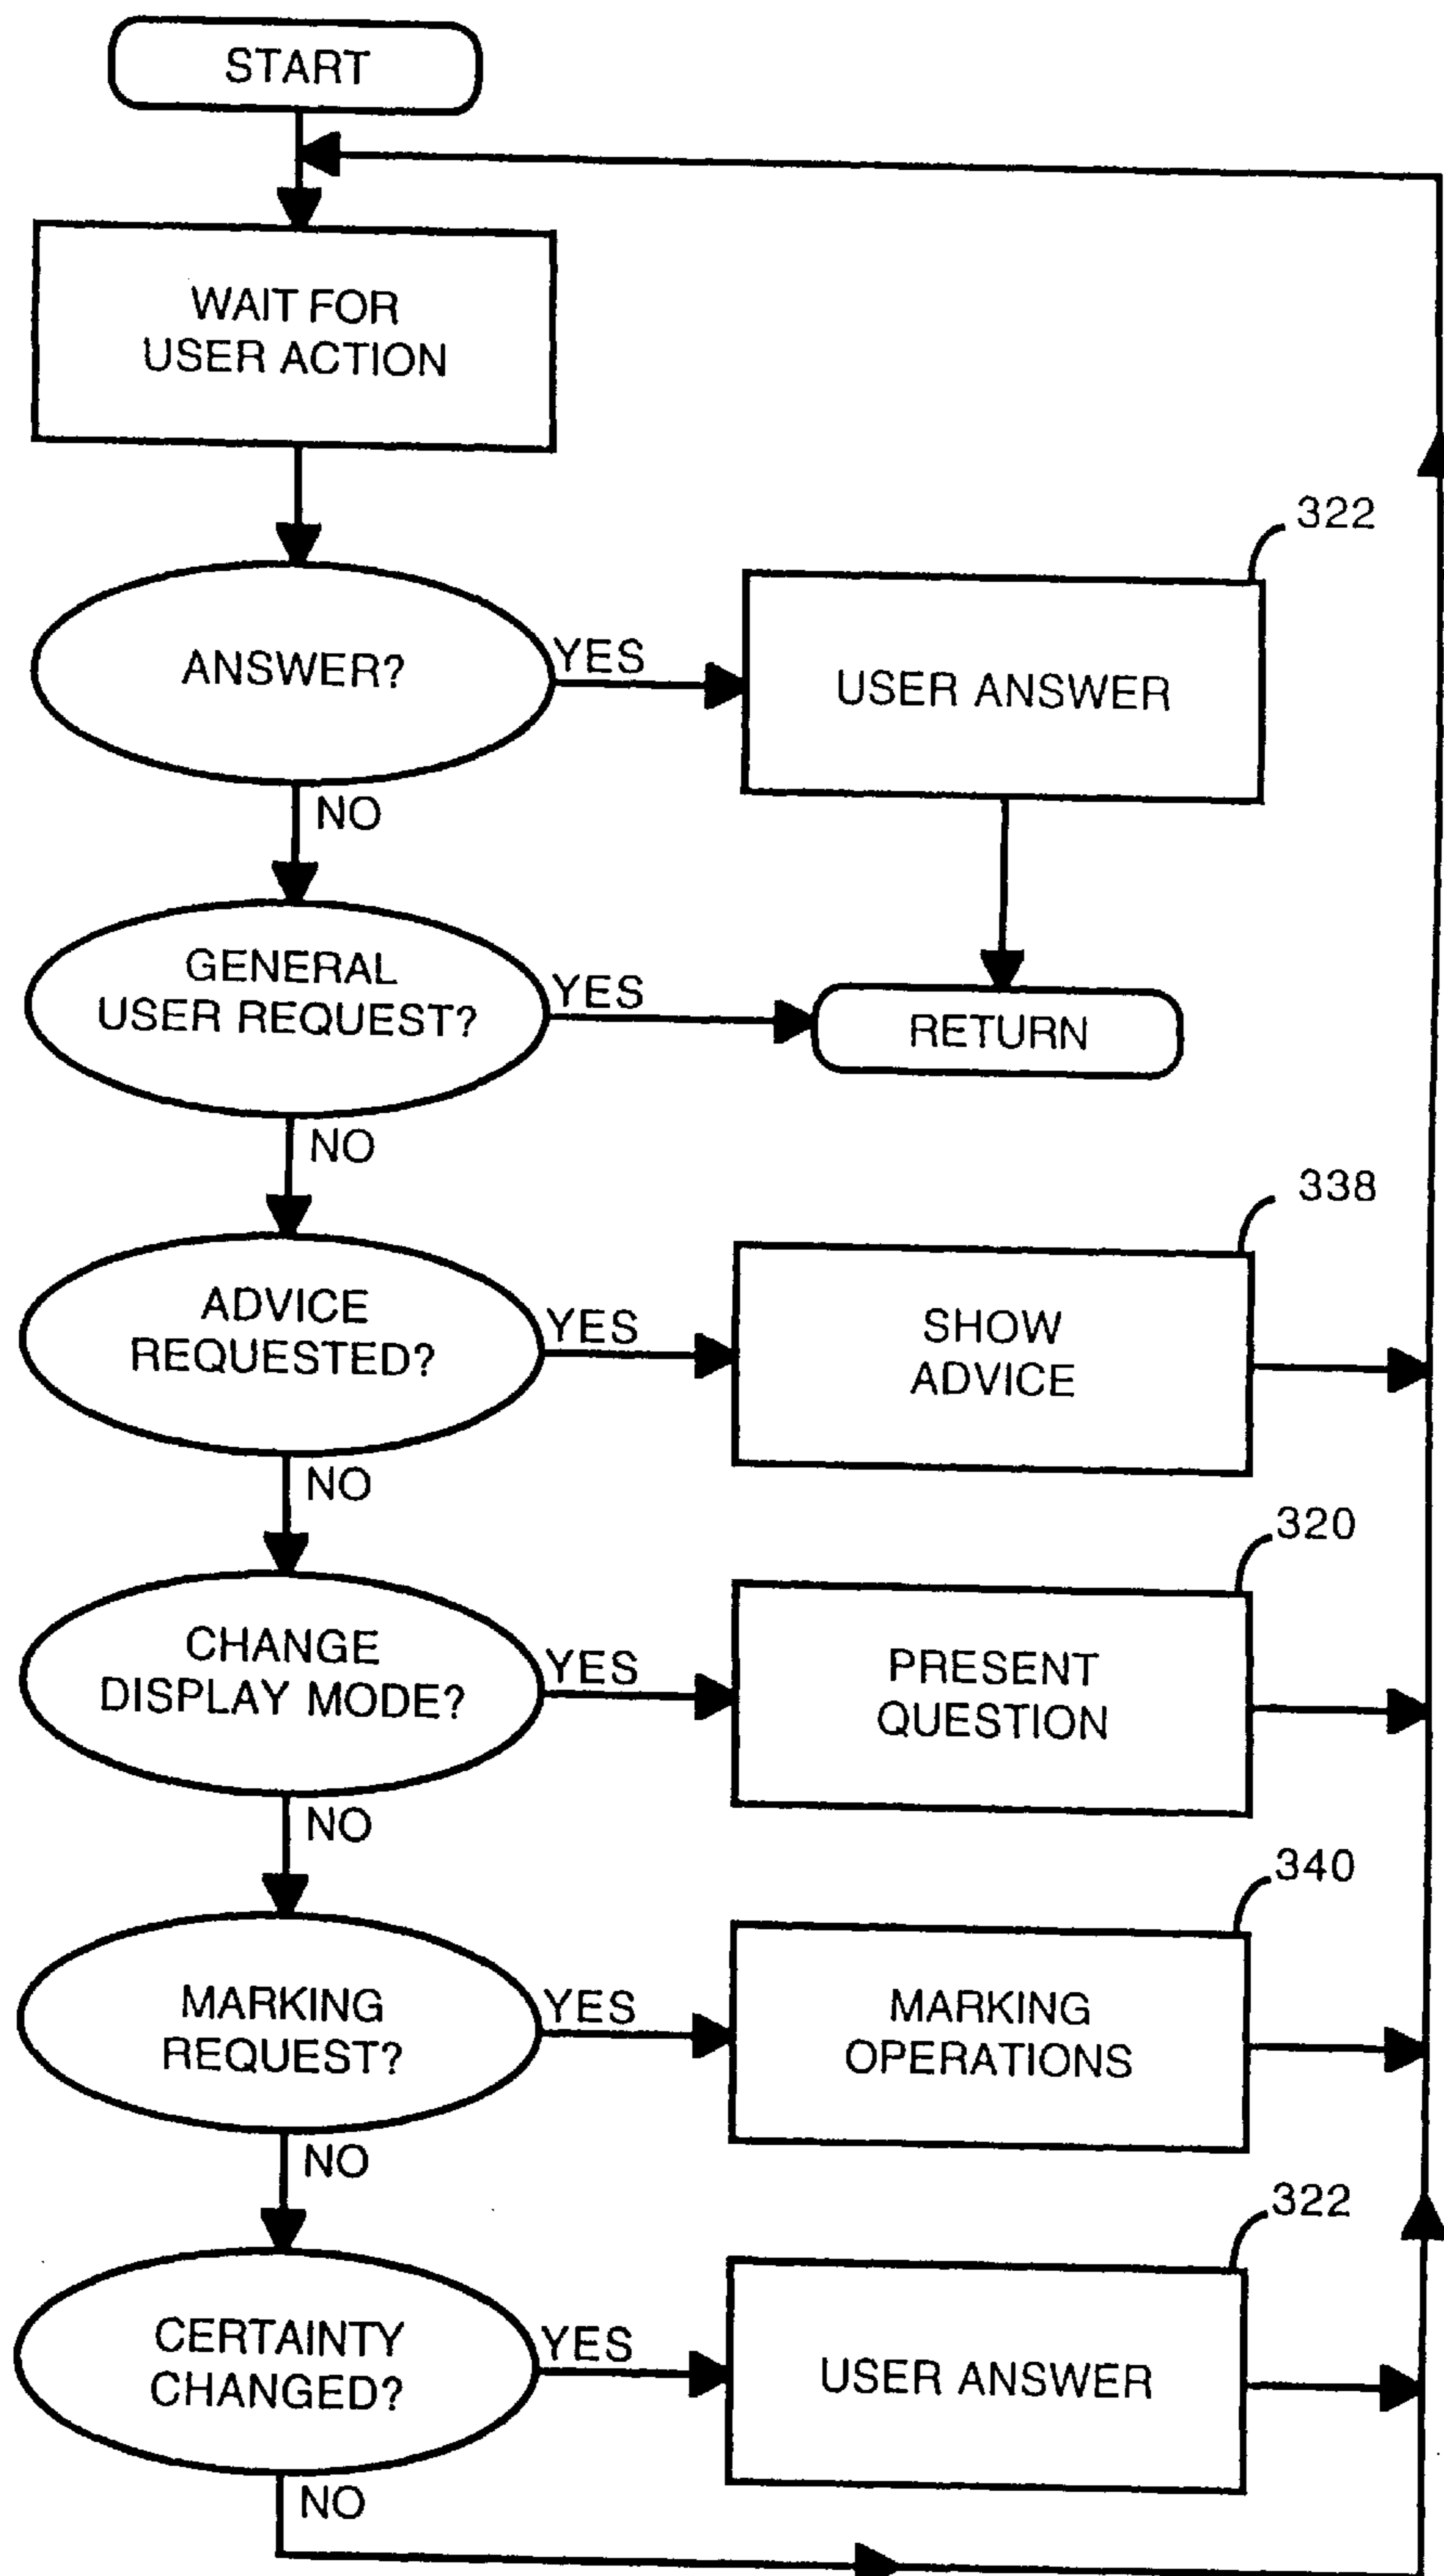 START
WAIT FOR
USER ACTION
322
ANSWER?
YES
USER ANSWER
NO
GENERAL
USER REQUEST?
YES
RETURN
NO
338
ADVICE
REQUESTED?
YES
SHOW
ADVICE
NO
320
CHANGE
DISPLAY MODE?
YES
PRESENT
QUESTION
NO
340
MARKING
REQUEST?
YES
MARKING
OPERATIONS
NO
322
CERTAINTY
CHANGED?
YES
USER ANSWER
NO